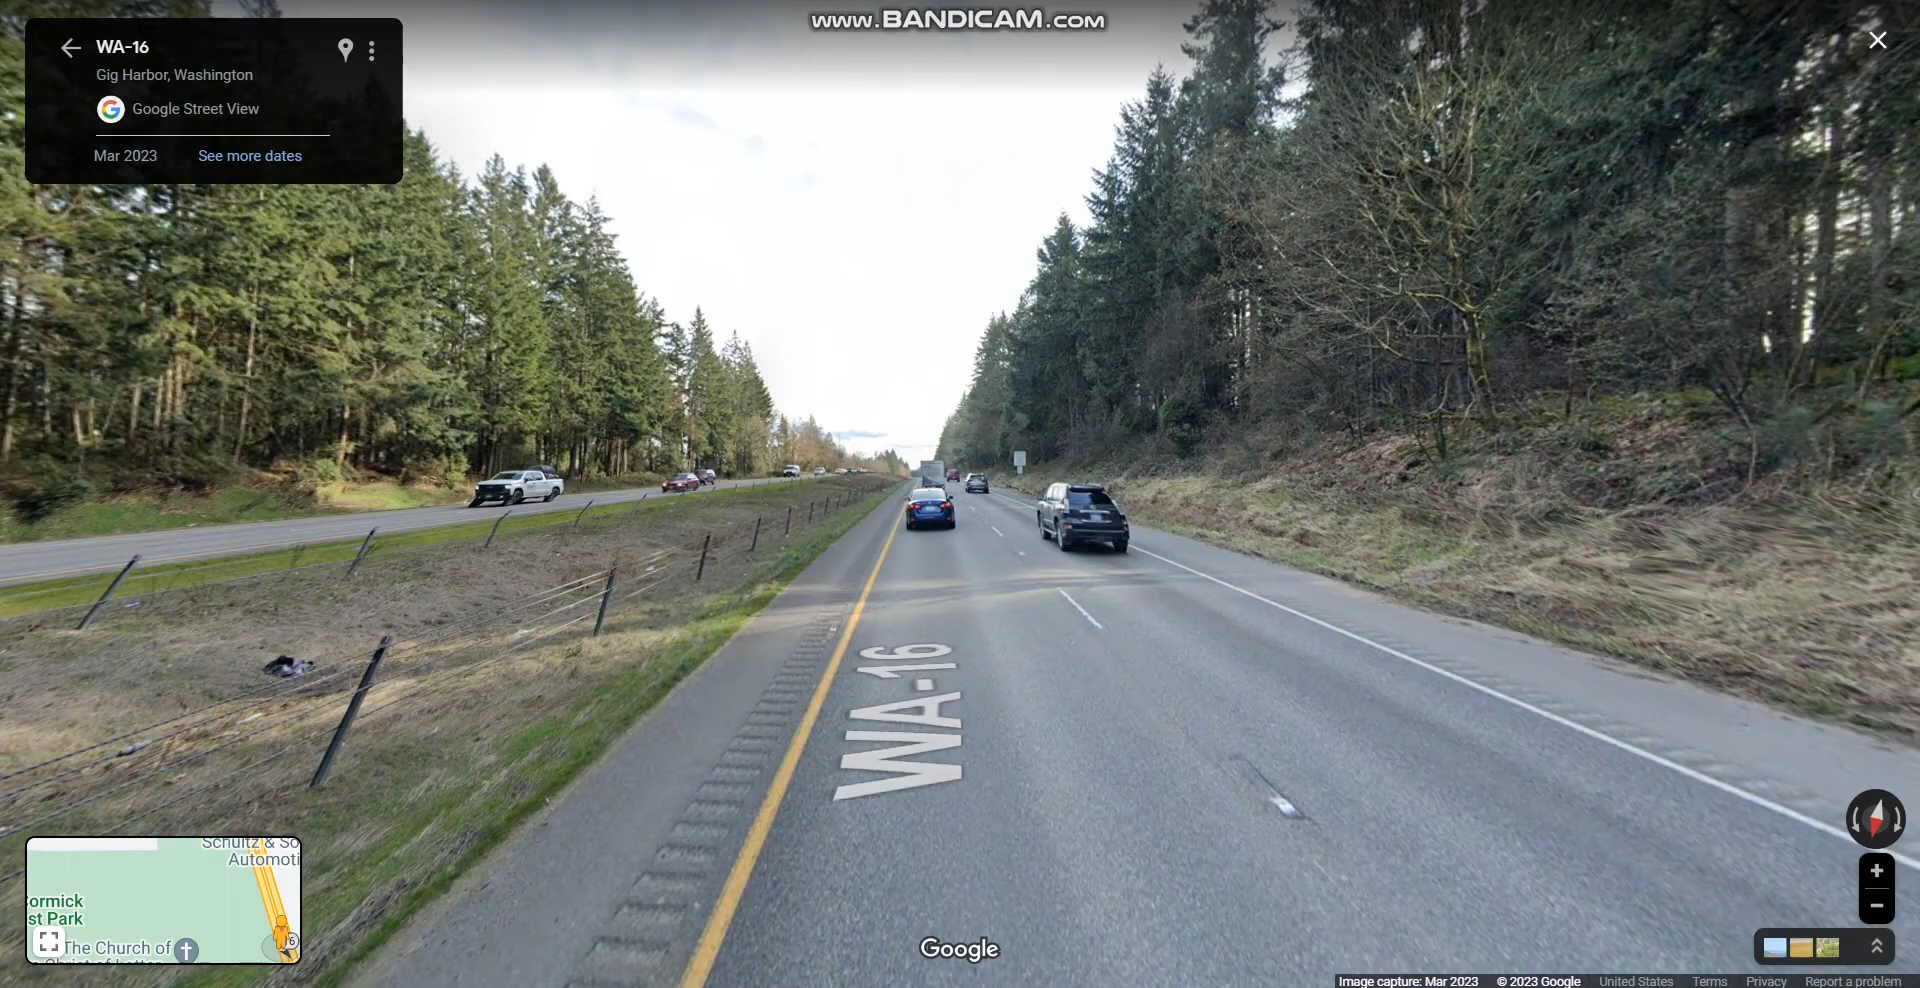 www.BANDICAM.com
WA-16
Gig Harbor, Washington
Google Street View
Mar 2023 See more dates
WA-16
Schultz & So
Automoti
ormick
st Park
16
The Church of
Google
Image capture: Mar 2023 © 2023 Google United States Terms Privacy Report a problem